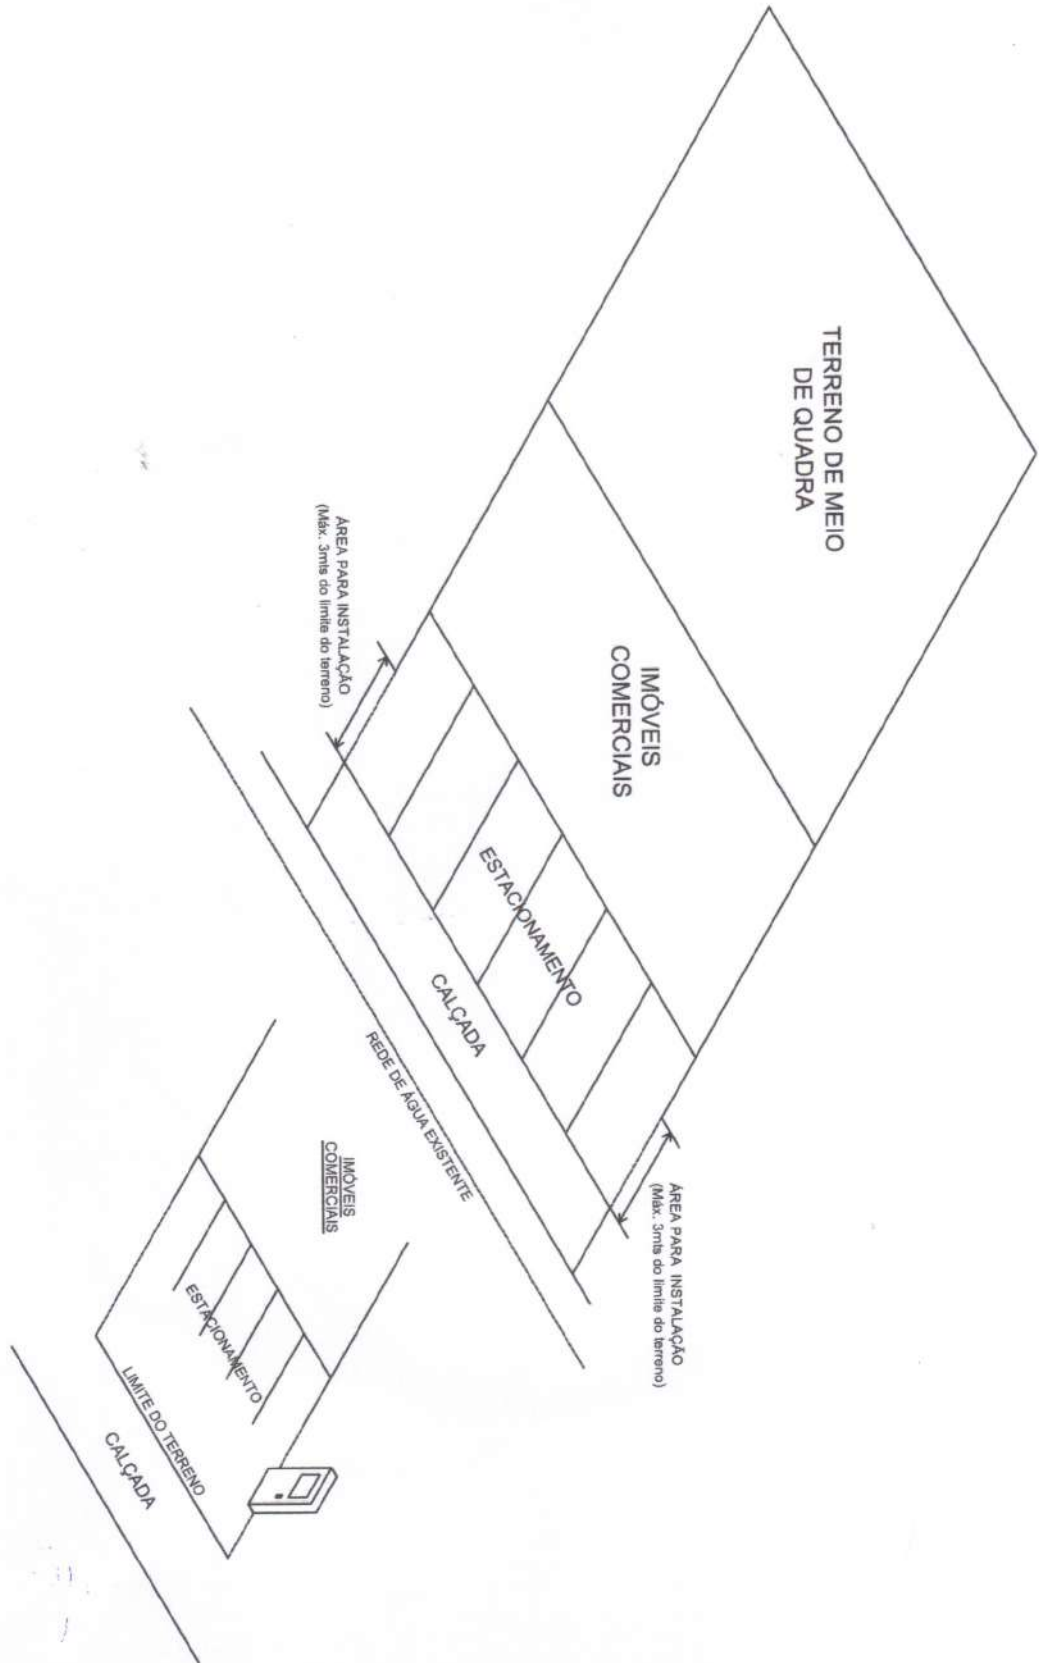 TERRENO DE MEIO
DE QUADRA
IMÓVEIS
COMERCIAIS
ÁREA PARA INSTALAÇÃO
(Máx. 3mts do limite do terreno)
ESTACIONAMENTO
CALÇADA
REDE DE ÁGUA EXISTENTE
ÁREA PARA INSTALAÇÃO
(Máx. 3mts do limite do terreno)
IMÓVEIS
COMERCIAIS
ESTACIONAMENTO
LIMITE DO TERRENO
CALÇADA